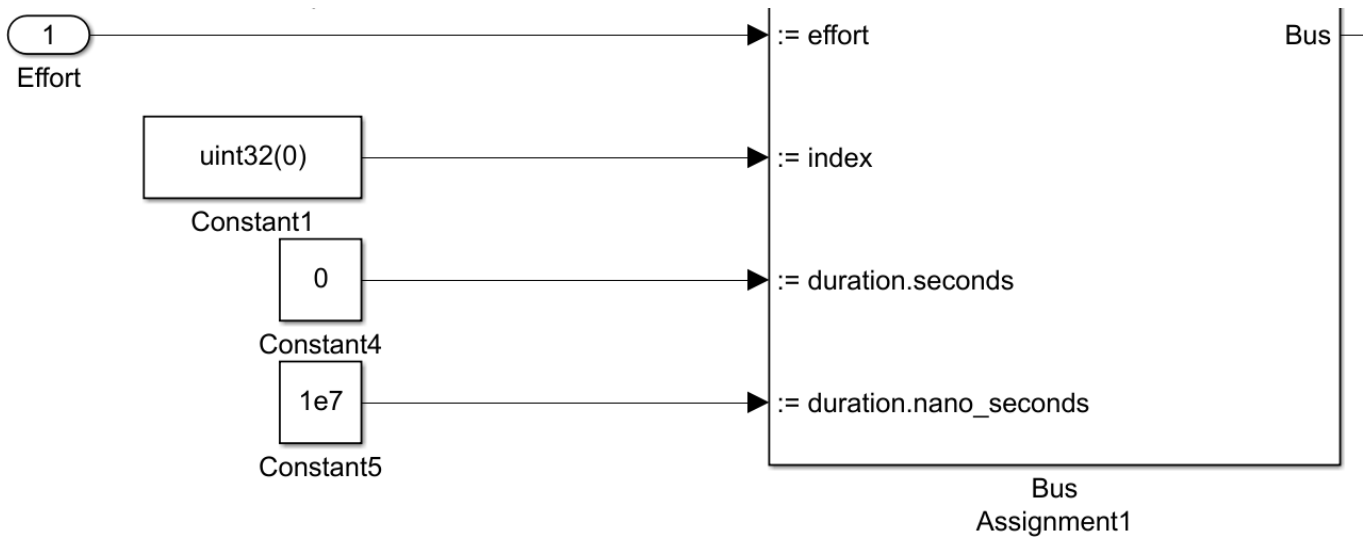 1
:= effort
Bus
Effort
uint32(0)
:= index
Constant1
0
:= duration.seconds
Constant4
1e7
:= duration.nano_seconds
Constant5
Bus
Assignment1